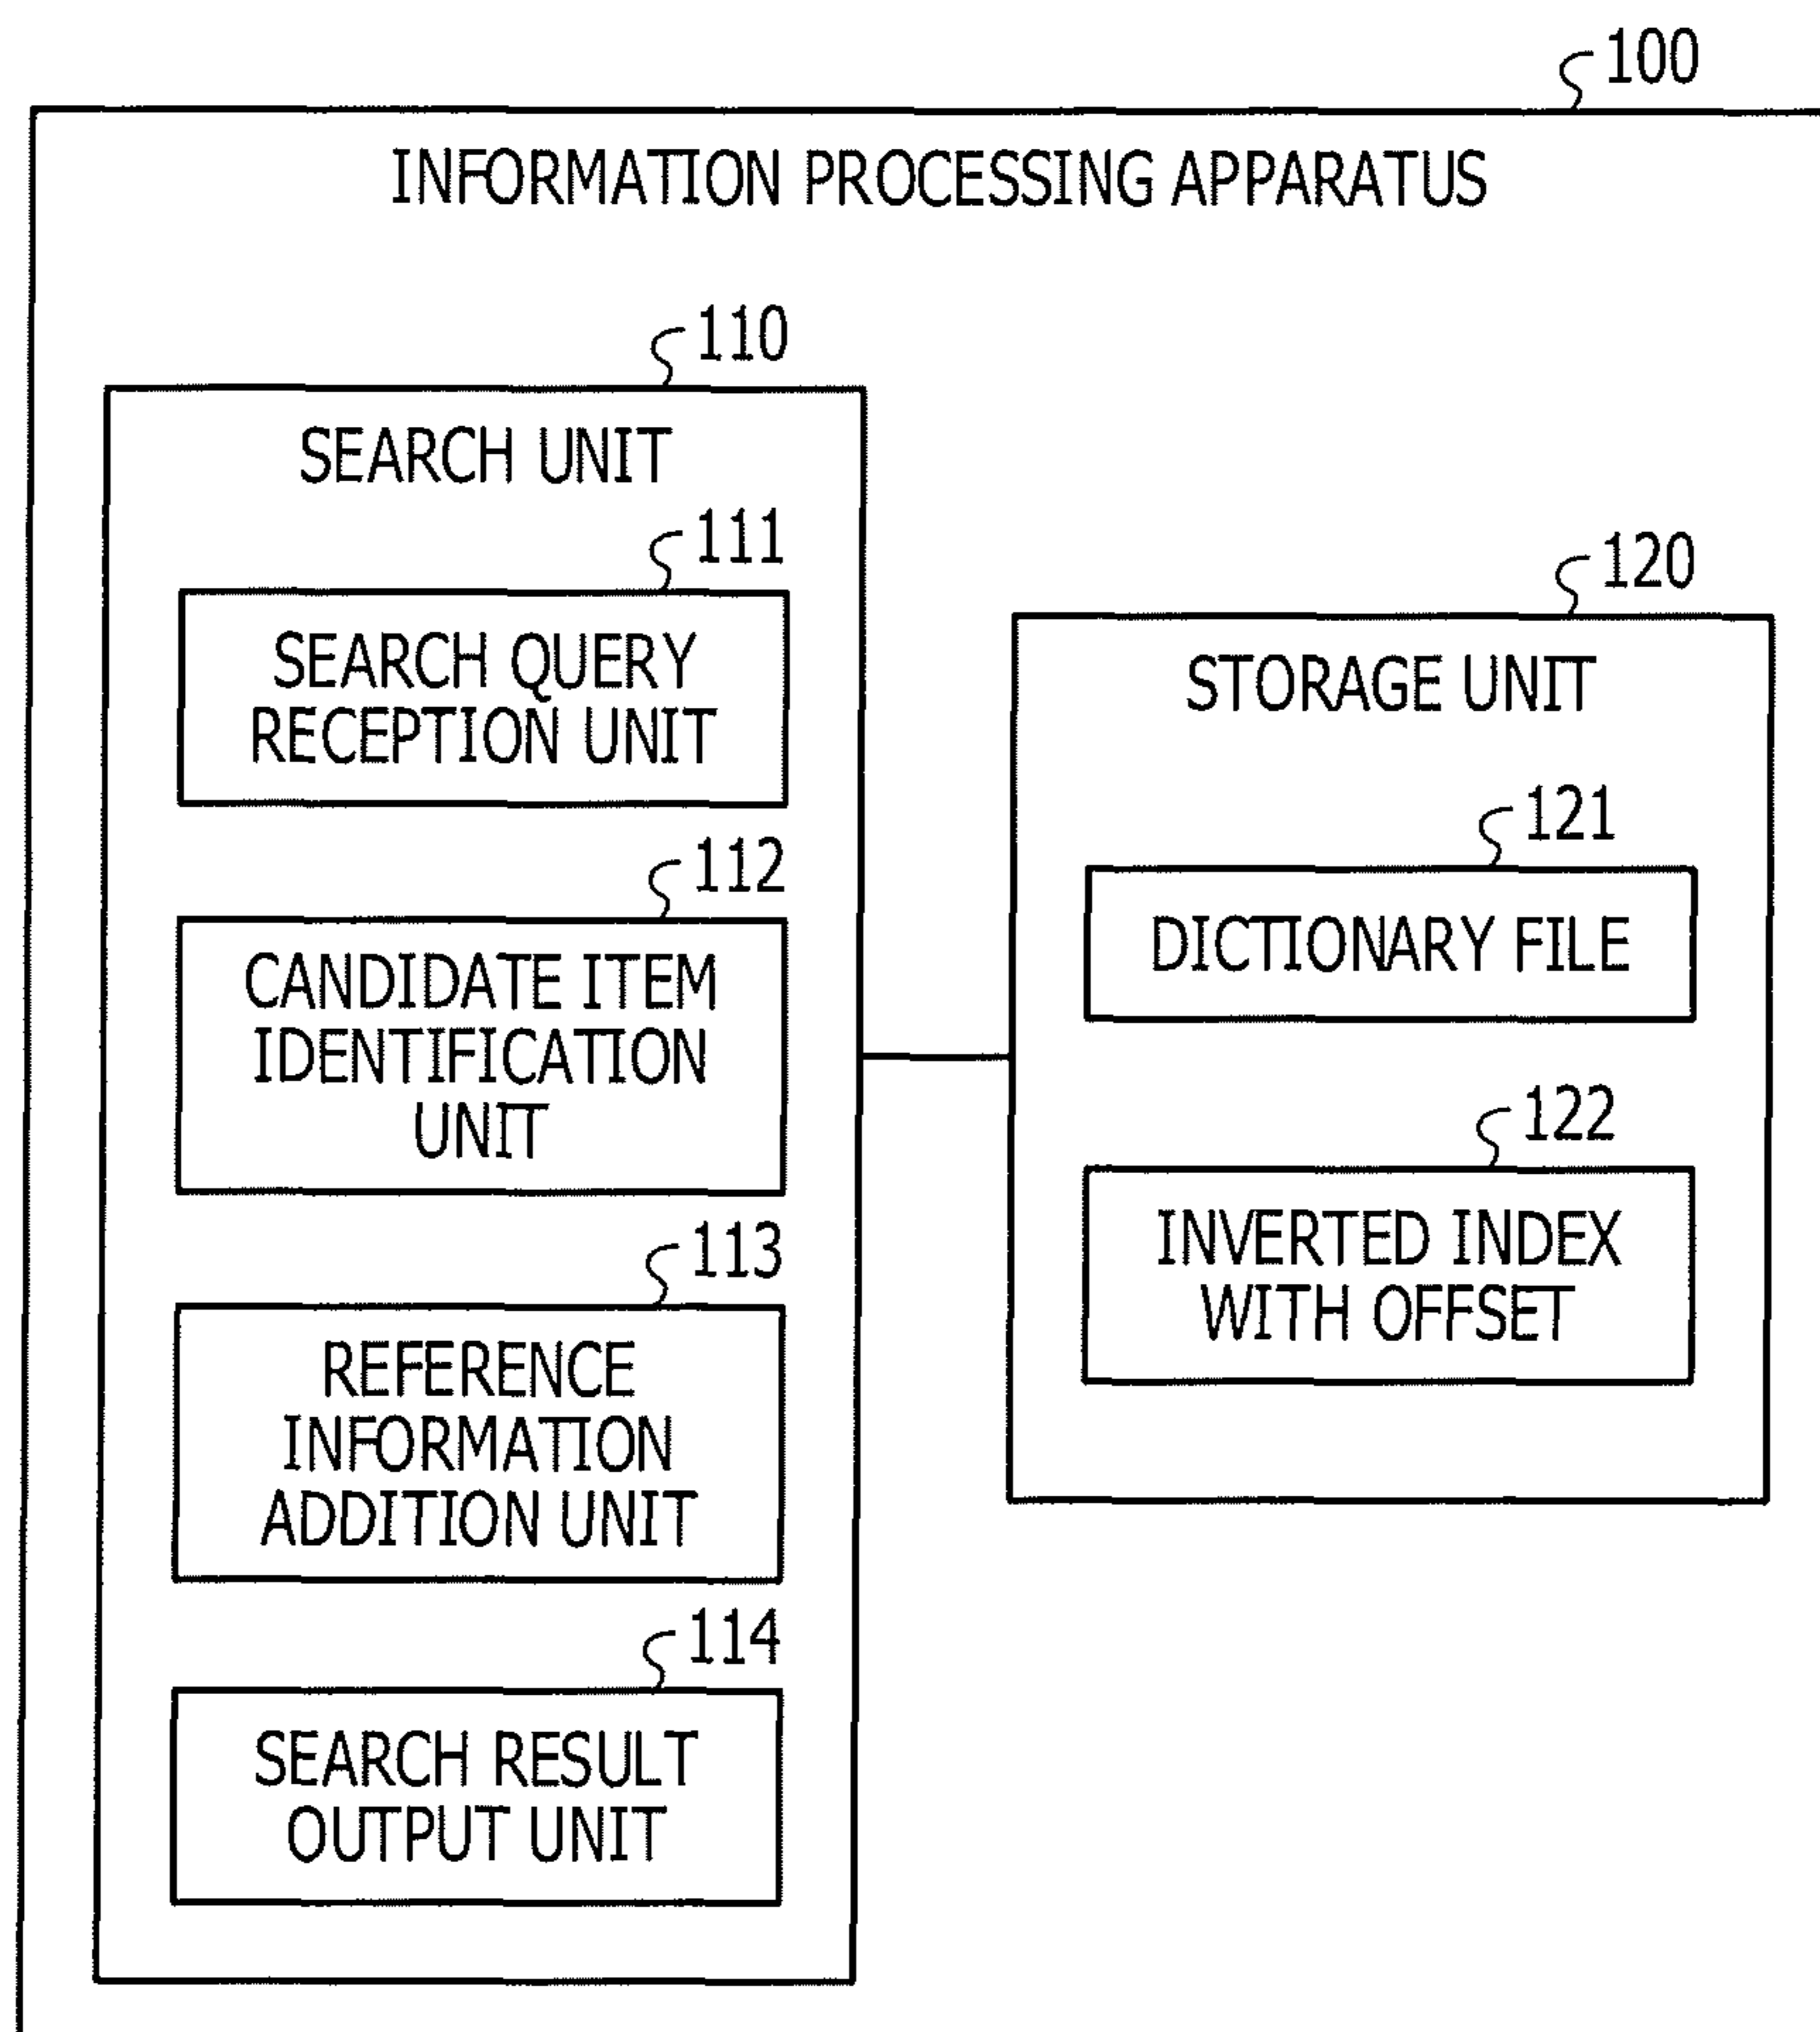 100
INFORMATION PROCESSING APPARATUS
110
SEARCH UNIT
111
SEARCH QUERY
RECEPTION UNIT
112
CANDIDATE ITEM
IDENTIFICATION
UNIT
113
REFERENCE
INFORMATION
ADDITION UNIT
114
SEARCH RESULT
OUTPUT UNIT
120
STORAGE UNIT
121
DICTIONARY FILE
122
INVERTED INDEX
WITH OFFSET